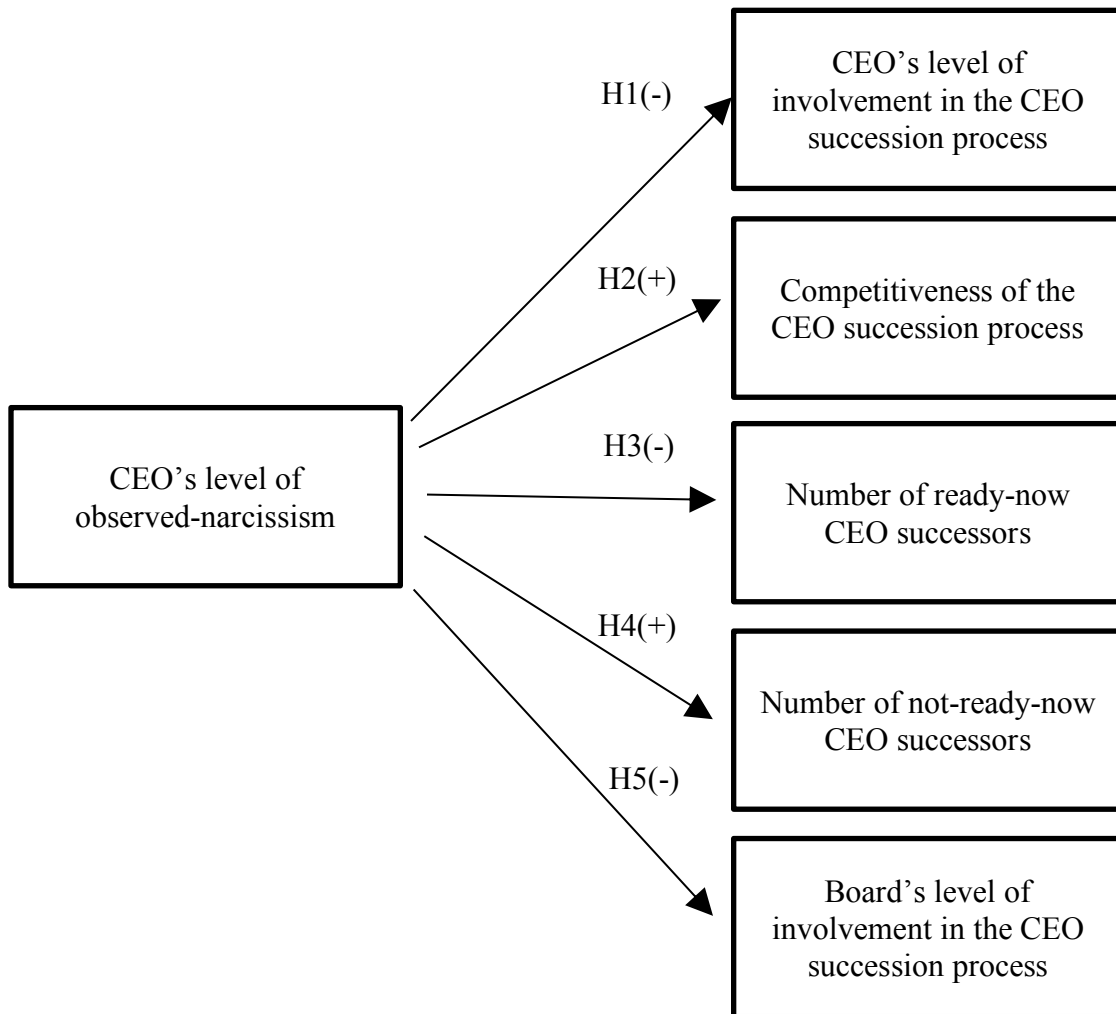 H1(-)
CEO’s level of
involvement in the CEO
succession process
H2(+)
Competitiveness of the
CEO succession process
CEO’s level of
observed-narcissism
H3(-)
Number of ready-now
CEO successors
H4(+)
Number of not-ready-now
CEO successors
H5(-)
Board’s level of
involvement in the CEO
succession process